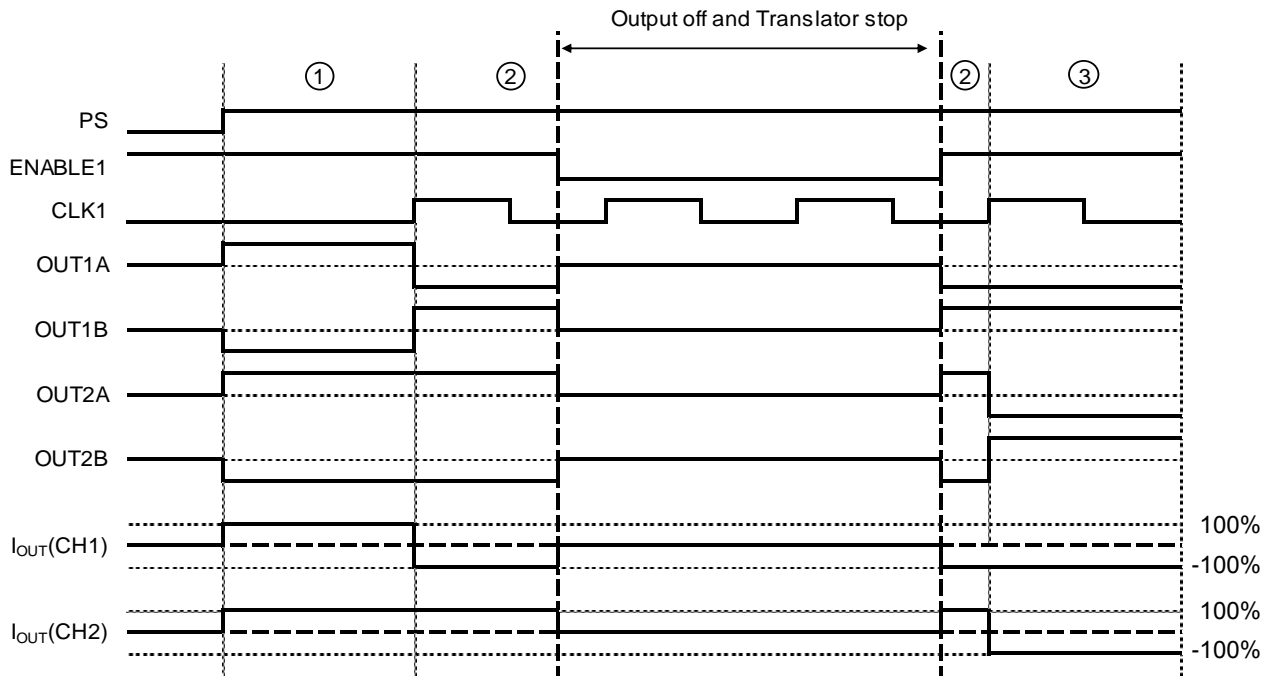 Output off and Translator stop
① ② ② ③
PS
ENABLE1
CLK1
OUT1A
OUT1B
OUT2A
OUT2B
100%
IOUT(CH1)
-100%
100%
IOUT(CH2)
-100%